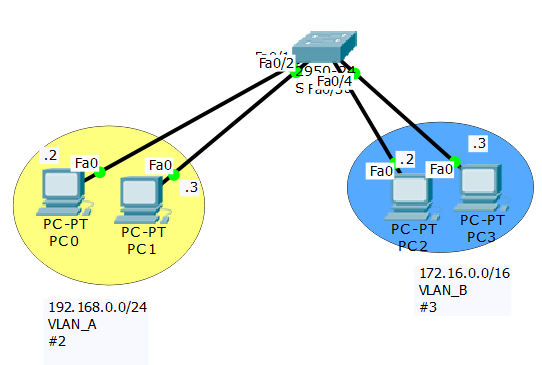 Fa0/2
2950-24
Fa0/4
.2
Fa0
Fa0
.3
PC-PT
PC0
PC-PT
PC1
.2
.3
Fa0
Fa0
PC-PT
PC2
PC-PT
PC3
192.168.0.0/24
VLAN_A
#2
172.16.0.0/16
VLAN_B
#3